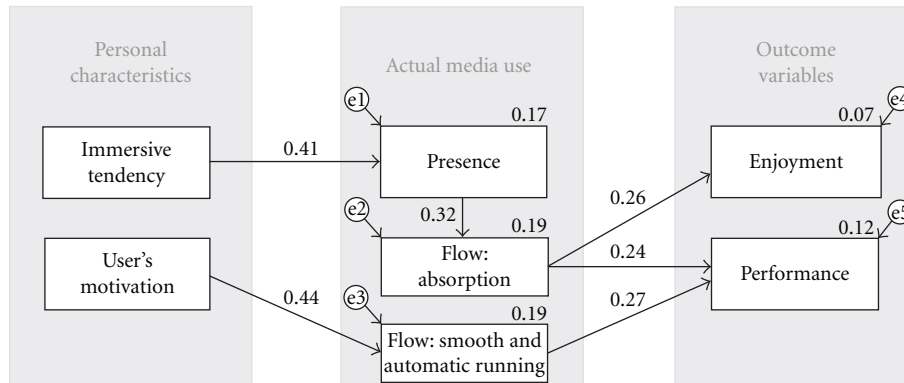 Personal
characteristics
Actual media use
Outcome
variables
e1
0.17
e4
0.07
Immersive
tendency
0.41
Presence
Enjoyment
e2
0.32
0.19
0.26
e5
0.12
User's
motivation
Flow:
absorption
0.24
Performance
0.44
e3
0.19
0.27
Flow: smooth and
automatic running